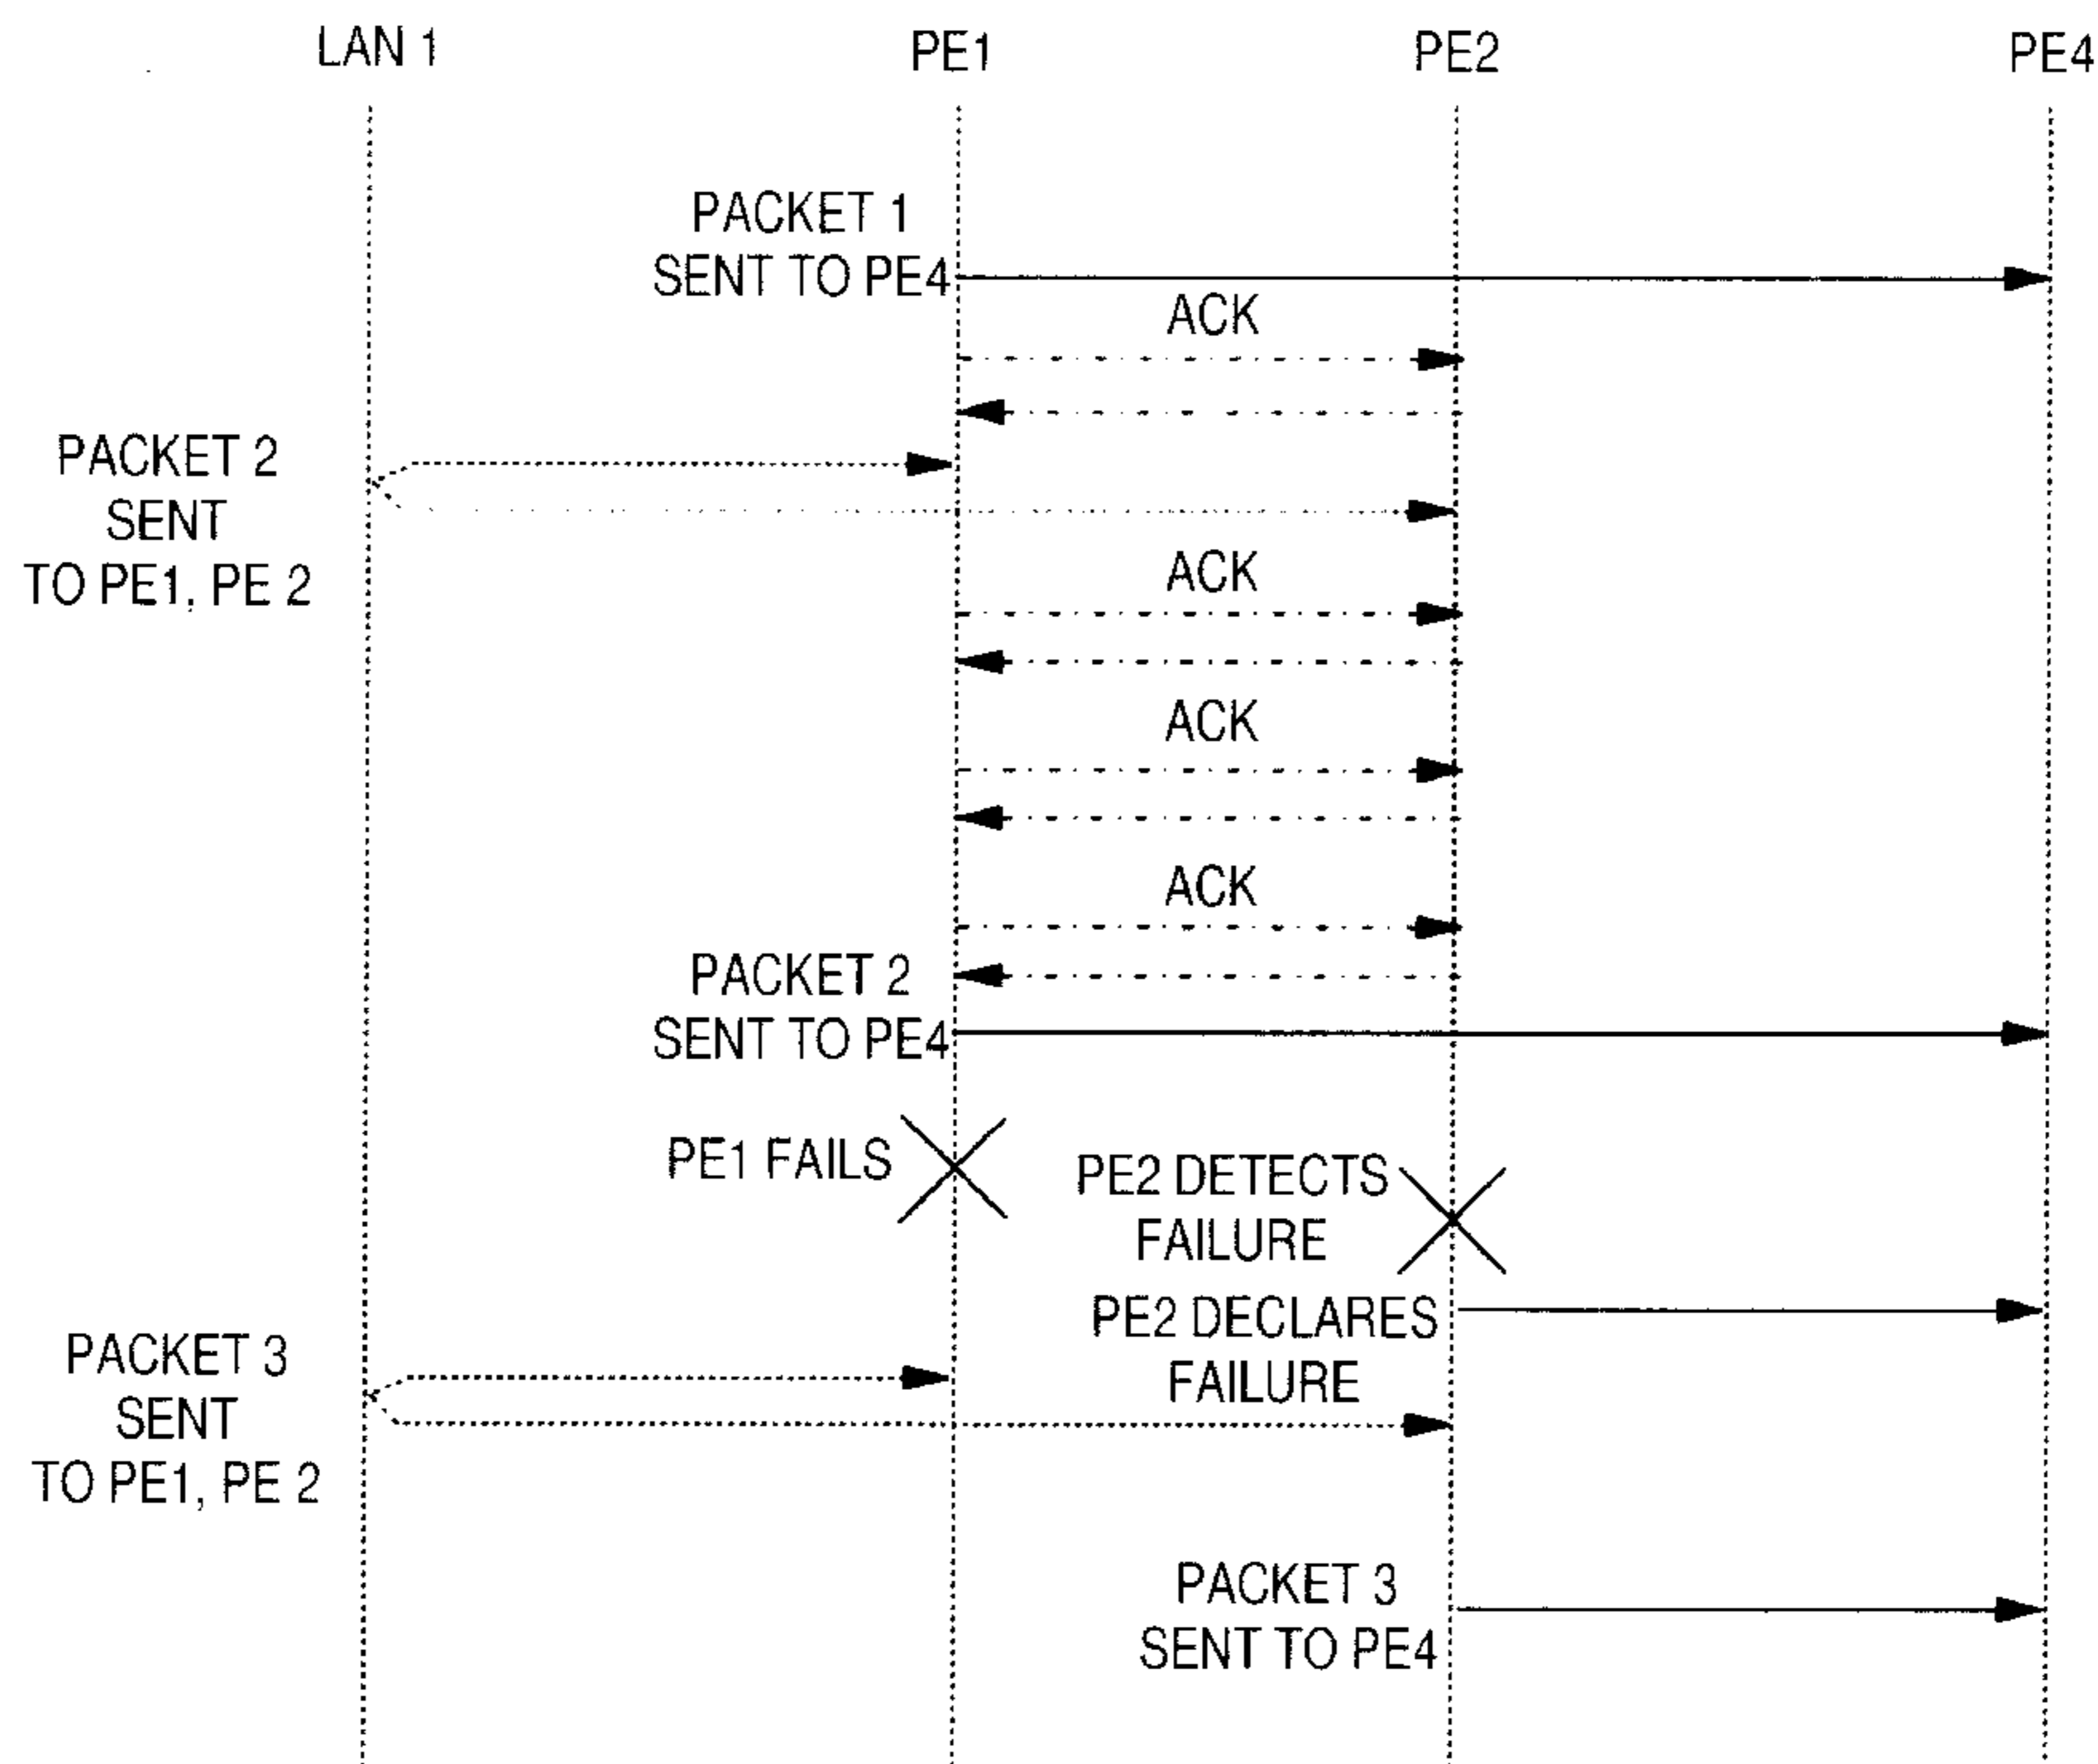 LAN 1
PE1
PE2
PE4
PACKET 1
SENT TO PE4
ACK
PACKET 2
SENT
TO PE1, PE 2
ACK
ACK
ACK
PACKET 2
SENT TO PE4
PE1 FAILS
PE2 DETECTS
FAILURE
PE2 DECLARES
FAILURE
PACKET 3
SENT
TO PE1, PE 2
PACKET 3
SENT TO PE4